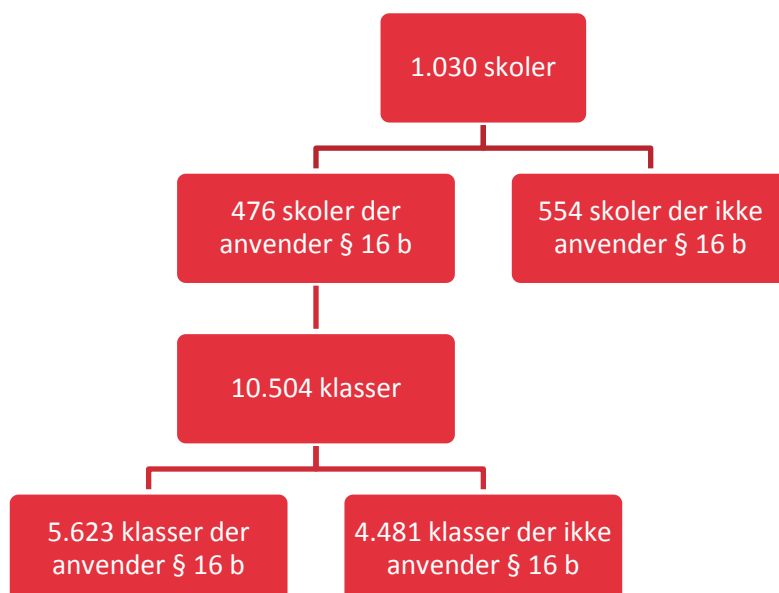 1.030 skoler
476 skoler der
anvender § 16 b
554 skoler der ikke
anvender § 16 b
10.504 klasser
5.623 klasser der
anvender § 16 b
4.481 klasser der ikke
anvender § 16 b